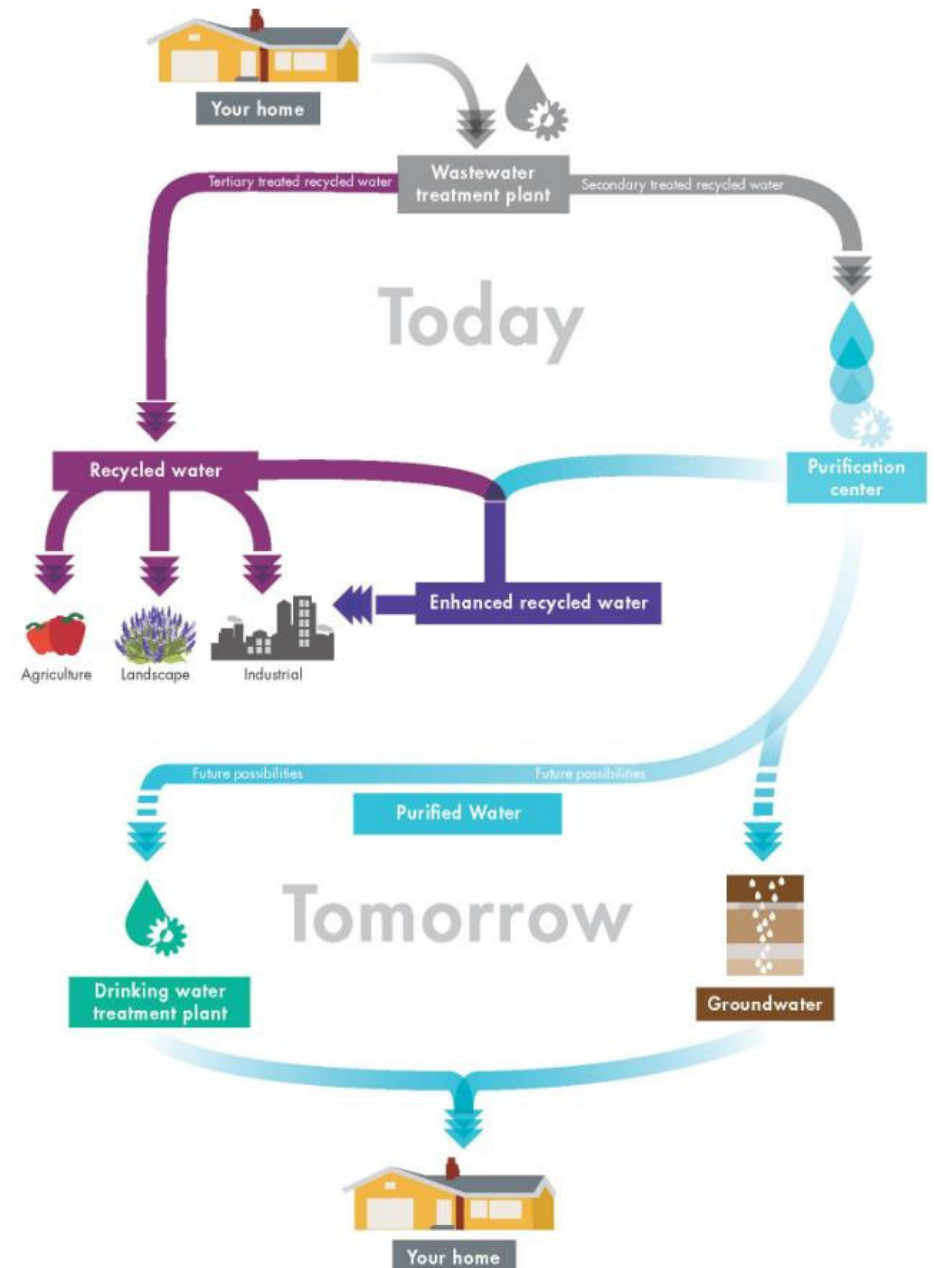 Your home
Wastewater
treatment plant
Tertiary treated recycled water
Secondary treated recycled water
Today
Recycled water
Purification
center
Enhanced recycled water
Agriculture
Landscape
Industrial
Future possibilities
Future possibilities
Purified Water
Tomorrow
Drinking water
treatment plant
Groundwater
Your home